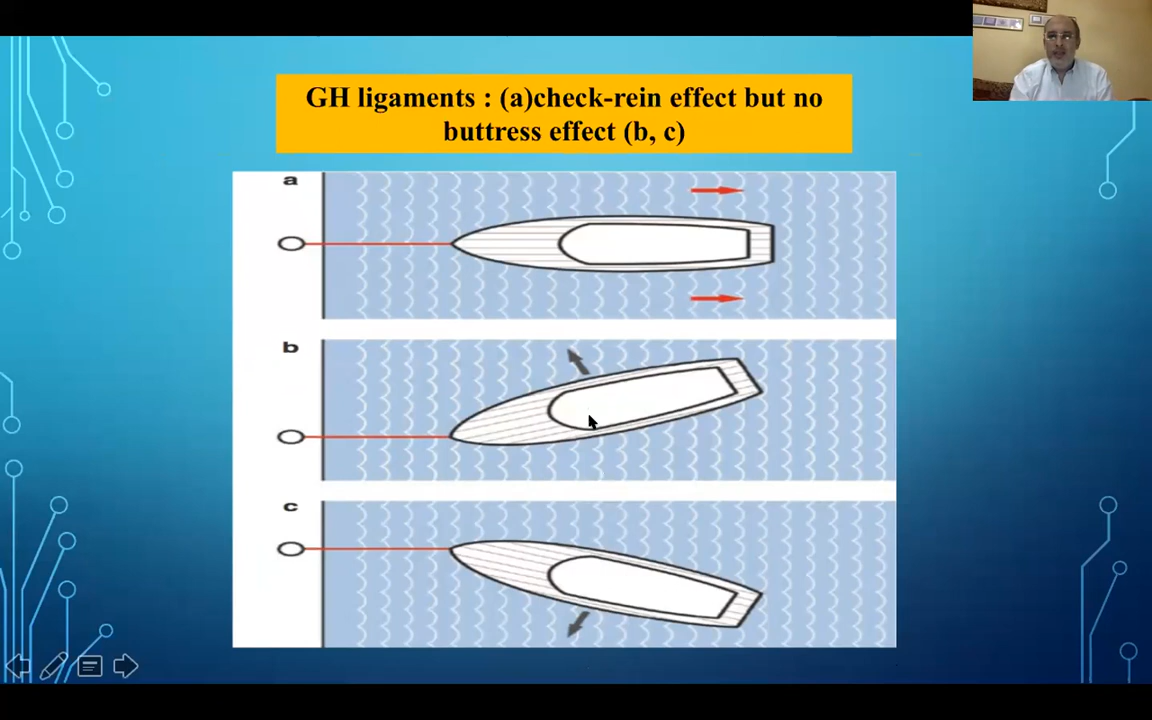 GH ligaments : (a)check-rein effect but no
buttress effect (b, c)
a
b
c